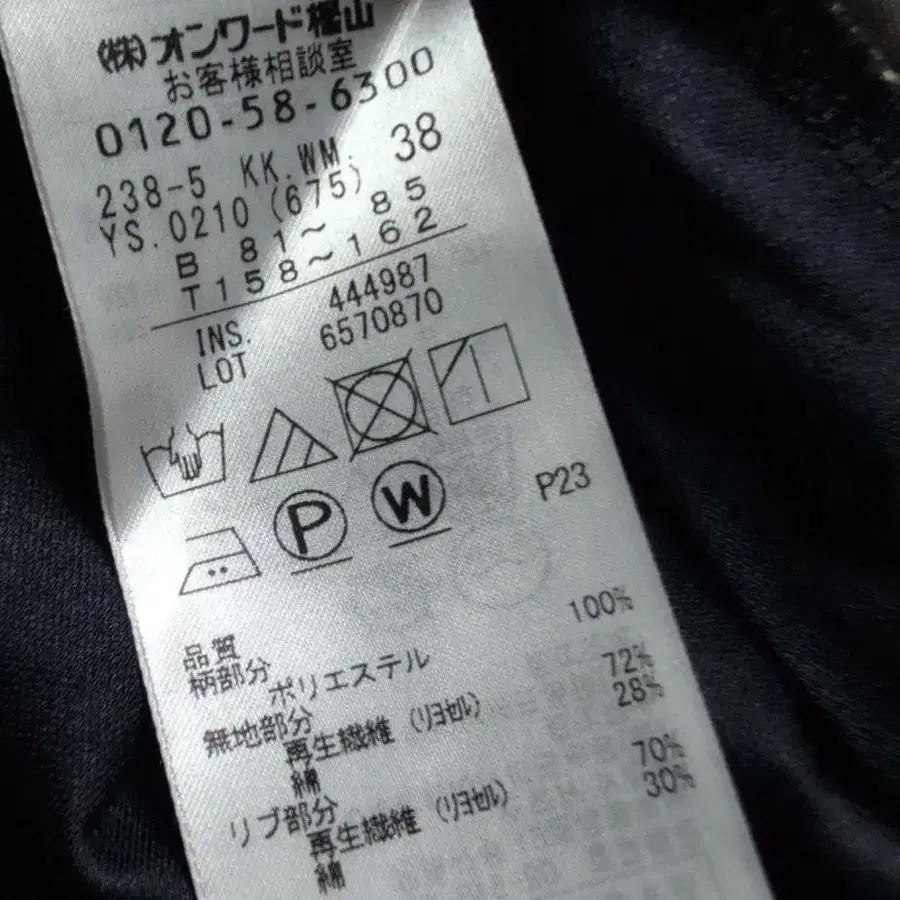 (株)オンワード樫山
お客様相談室
0120-58-6300
238-5 KK.WM. 38
YS.0210 (675)
B 81~ 85
T158~162
INS. 444987
LOT 6570870
P W P23
品質
柄部分
ポリエステル 100%
無地部分
再生繊維 (リヨセル) 72%
綿 28%
リブ部分
再生繊維 (リヨセル) 70%
綿 30%